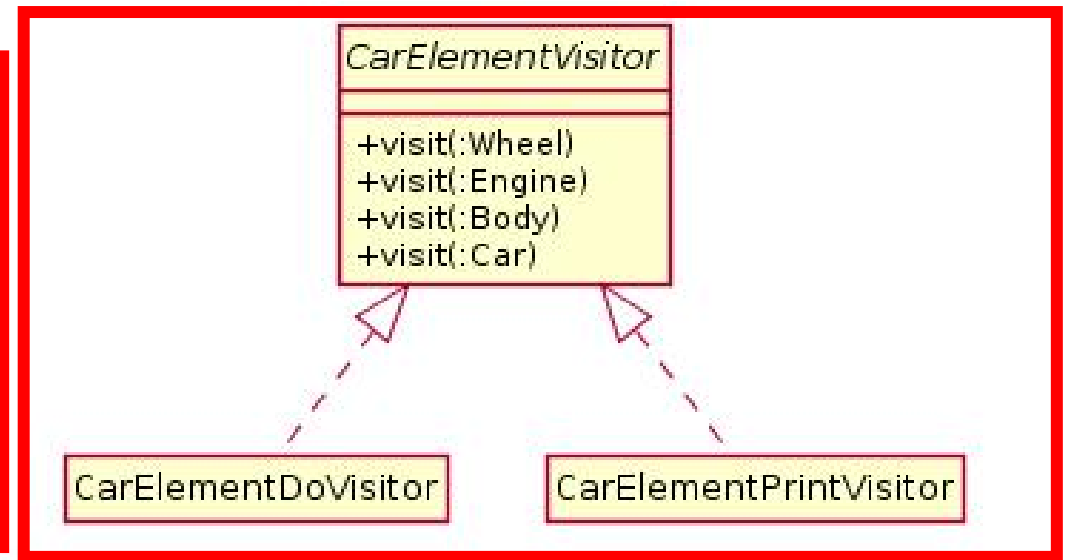 CarElementVisitor
+visit(:Wheel)
+visit(:Engine)
+visit(:Body)
+visit(:Car)
CarElementDoVisitor
CarElementPrintVisitor